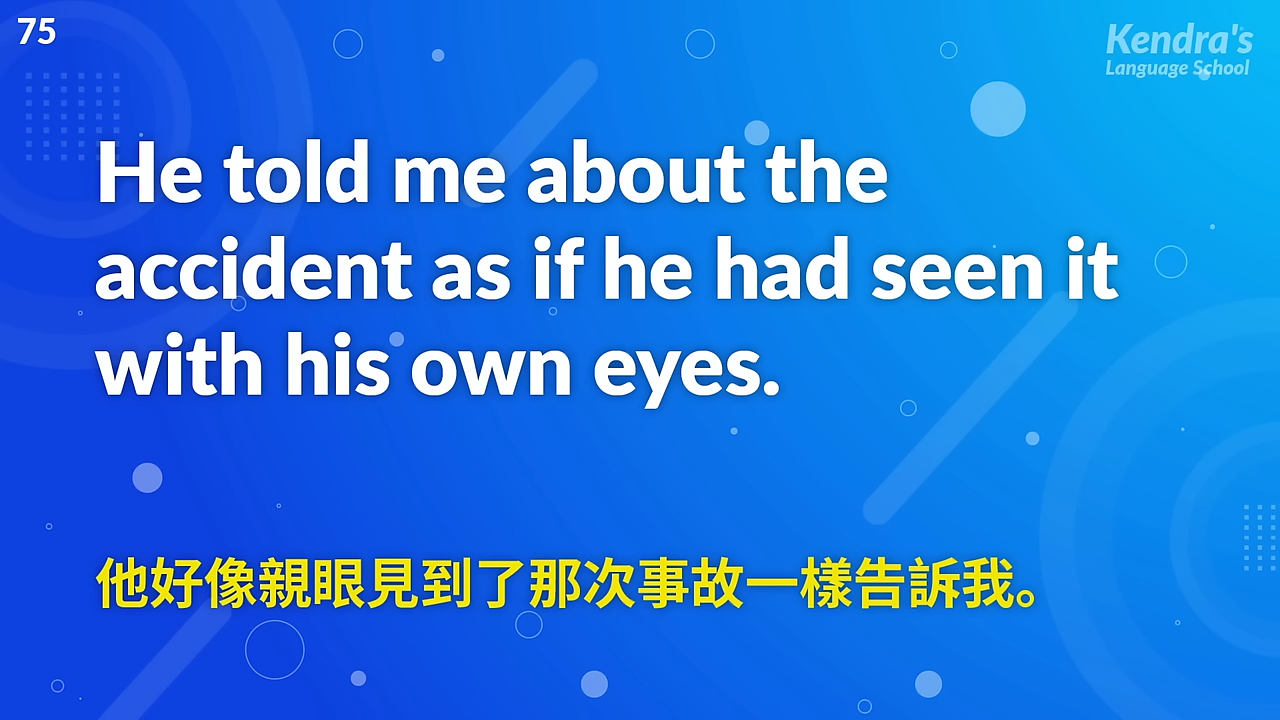 75
Kendra's
Language School
He told me about the
accident as if he had seen it
with his own eyes.
他好像親眼見到了那次事故一樣告訴我。